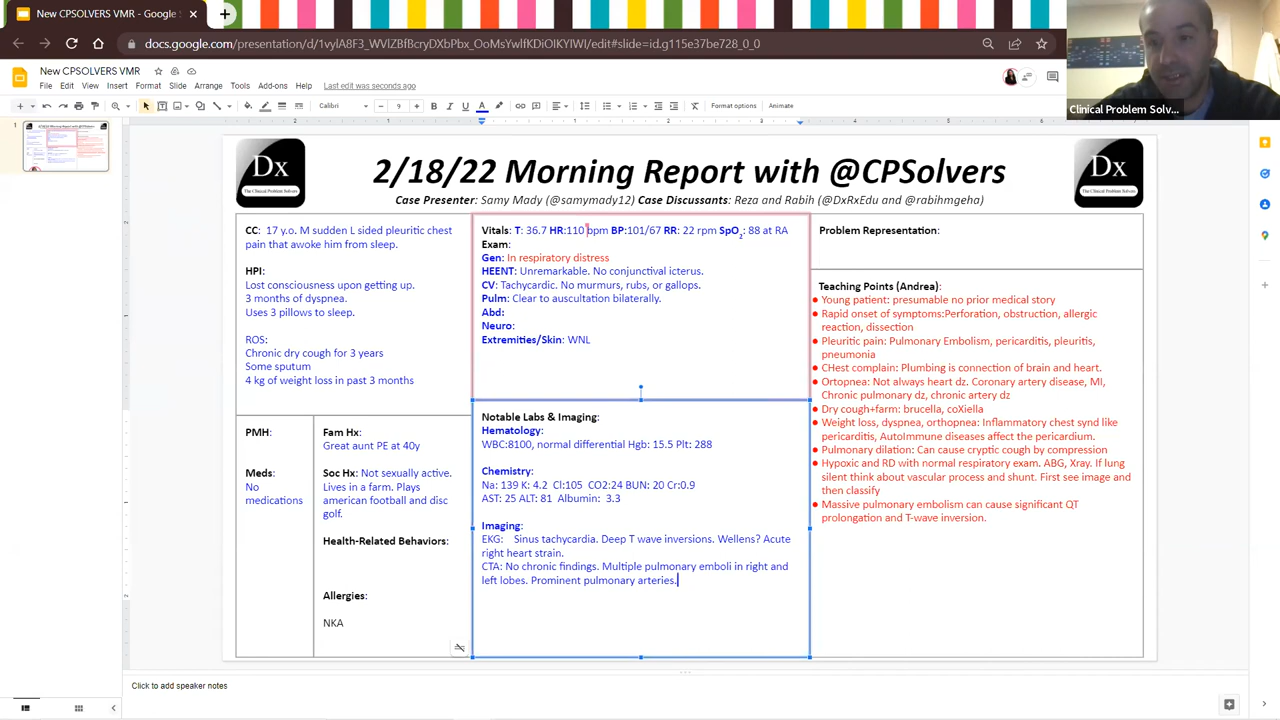 New CPSOLVERS VMR - Google S
docs.google.com/presentation/d/1vylA8F3_WVlZBfBcryDXbPbx_OoMsYwlfKDiOlKYIWI/edit#slide=id.g115e37be728_0_0
New CPSOLVERS VMR
File Edit View Insert Format Slide Arrange Tools Add-ons Help Last edit was seconds ago
Calibri 9 Format options Animate
Clinical Problem Solv...
Dx
The Clinical Problem Solvers
2/18/22 Morning Report with @CPSolvers
Case Presenter: Samy Mady (@samymady12) Case Discussants: Reza and Rabih (@DxRxEdu and @rabihmgeha)
Dx
The Clinical Problem Solvers
CC: 17 y.o. M sudden L sided pleuritic chest
pain that awoke him from sleep.
HPI:
Lost consciousness upon getting up.
3 months of dyspnea.
Uses 3 pillows to sleep.
ROS:
Chronic dry cough for 3 years
Some sputum
4 kg of weight loss in past 3 months
PMH:
Meds:
No
medications
Fam Hx:
Great aunt PE at 40y
Soc Hx: Not sexually active.
Lives in a farm. Plays
american football and disc
golf.
Health-Related Behaviors:
Allergies:
NKA
Vitals: T: 36.7 HR:110 bpm BP:101/67 RR: 22 rpm SpO2: 88 at RA
Exam:
Gen: In respiratory distress
HEENT: Unremarkable. No conjunctival icterus.
CV: Tachycardic. No murmurs, rubs, or gallops.
Pulm: Clear to auscultation bilaterally.
Abd:
Neuro:
Extremities/Skin: WNL
Notable Labs & Imaging:
Hematology:
WBC:8100, normal differential Hgb: 15.5 Plt: 288
Chemistry:
Na: 139 K: 4.2 Cl:105 CO2:24 BUN: 20 Cr:0.9
AST: 25 ALT: 81 Albumin: 3.3
Imaging:
EKG: Sinus tachycardia. Deep T wave inversions. Wellens? Acute
right heart strain.
CTA: No chronic findings. Multiple pulmonary emboli in right and
left lobes. Prominent pulmonary arteries.
Problem Representation:
Teaching Points (Andrea):
Young patient: presumable no prior medical story
Rapid onset of symptoms:Perforation, obstruction, allergic
reaction, dissection
Pleuritic pain: Pulmonary Embolism, pericarditis, pleuritis,
pneumonia
CHest complain: Plumbing is connection of brain and heart.
Ortopnea: Not always heart dz. Coronary artery disease, MI,
Chronic pulmonary dz, chronic artery dz
Dry cough+farm: brucella, coXiella
Weight loss, dyspnea, orthopnea: Inflammatory chest synd like
pericarditis, AutoImmune diseases affect the pericardium.
Pulmonary dilation: Can cause cryptic cough by compression
Hypoxic and RD with normal respiratory exam. ABG, Xray. If lung
silent think about vascular process and shunt. First see image and
then classify
Massive pulmonary embolism can cause significant QT
prolongation and T-wave inversion.
Click to add speaker notes